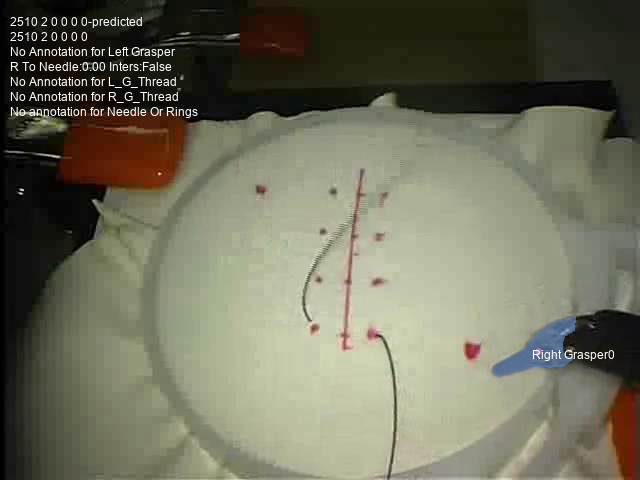 2510 2 0 0 0 0-predicted
2510 2 0 0 0 0
No Annotation for Left Grasper
R To Needle:0.00 Inters:False
No Annotation for L_G_Thread
No Annotation for R_G_Thread
No annotation for Needle Or Rings
Right Grasper0